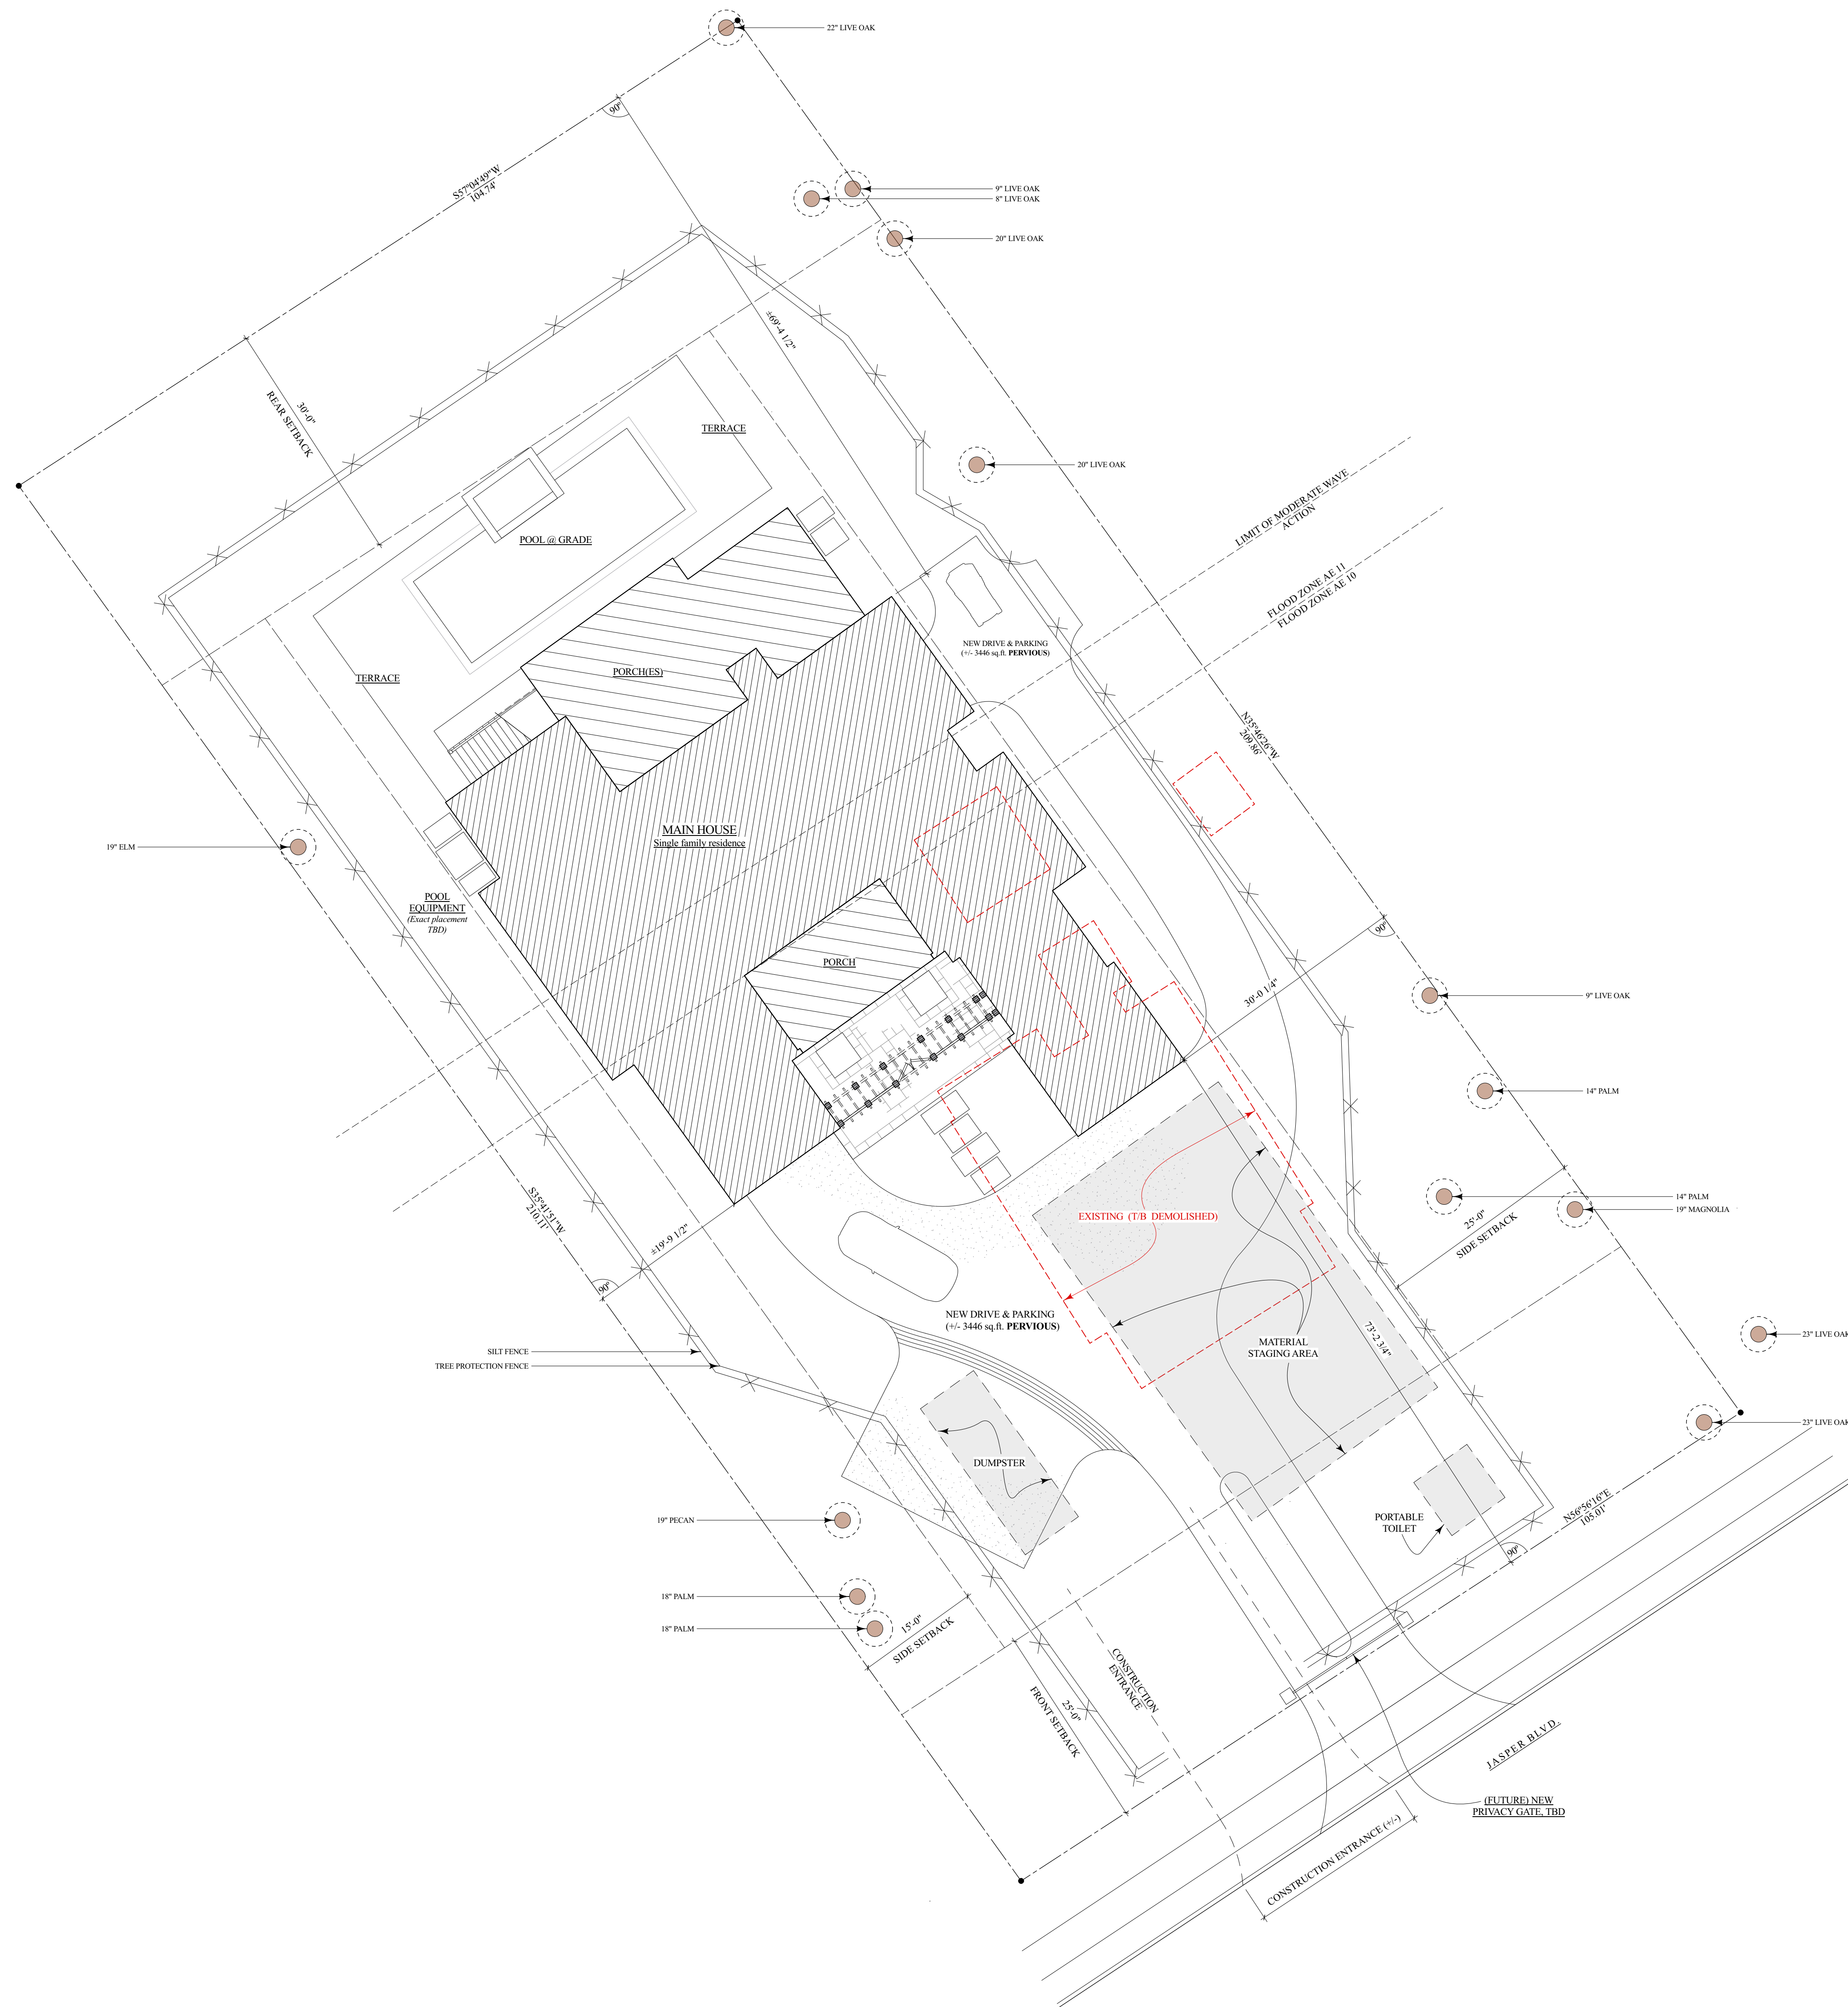 22" LIVE OAK
90°
S57°04'49"W
104.74'
9" LIVE OAK
8" LIVE OAK
20" LIVE OAK
±69'-4 1/2"
30'-0"
REAR SETBACK
TERRACE
20" LIVE OAK
LIMIT OF MODERATE WAVE
ACTION
POOL @ GRADE
FLOOD ZONE AE 11
FLOOD ZONE AE 10
NEW DRIVE & PARKING
(+/- 3446 sq.ft. PERVIOUS)
PORCH(ES)
TERRACE
N35°46'26"W
209.86'
MAIN HOUSE
Single family residence
19" ELM
POOL
EQUIPMENT
(Exact placement
TBD)
90°
PORCH
30'-0 1/4"
9" LIVE OAK
14" PALM
S35°41'51"W
210.11'
14" PALM
19" MAGNOLIA
EXISTING (T/B DEMOLISHED)
25'-0"
SIDE SETBACK
±19'-9 1/2"
90°
NEW DRIVE & PARKING
(+/- 3446 sq.ft. PERVIOUS)
MATERIAL
STAGING AREA
73'-2 3/4"
23" LIVE OAK
SILT FENCE
TREE PROTECTION FENCE
23" LIVE OAK
DUMPSTER
N56°56'16"E
105.01'
19" PECAN
PORTABLE
TOILET
90°
18" PALM
18" PALM
15'-0"
SIDE SETBACK
CONSTRUCTION
ENTRANCE
25'-0"
FRONT SETBACK
JASPER BLVD.
(FUTURE) NEW
PRIVACY GATE, TBD
CONSTRUCTION ENTRANCE (+/-)